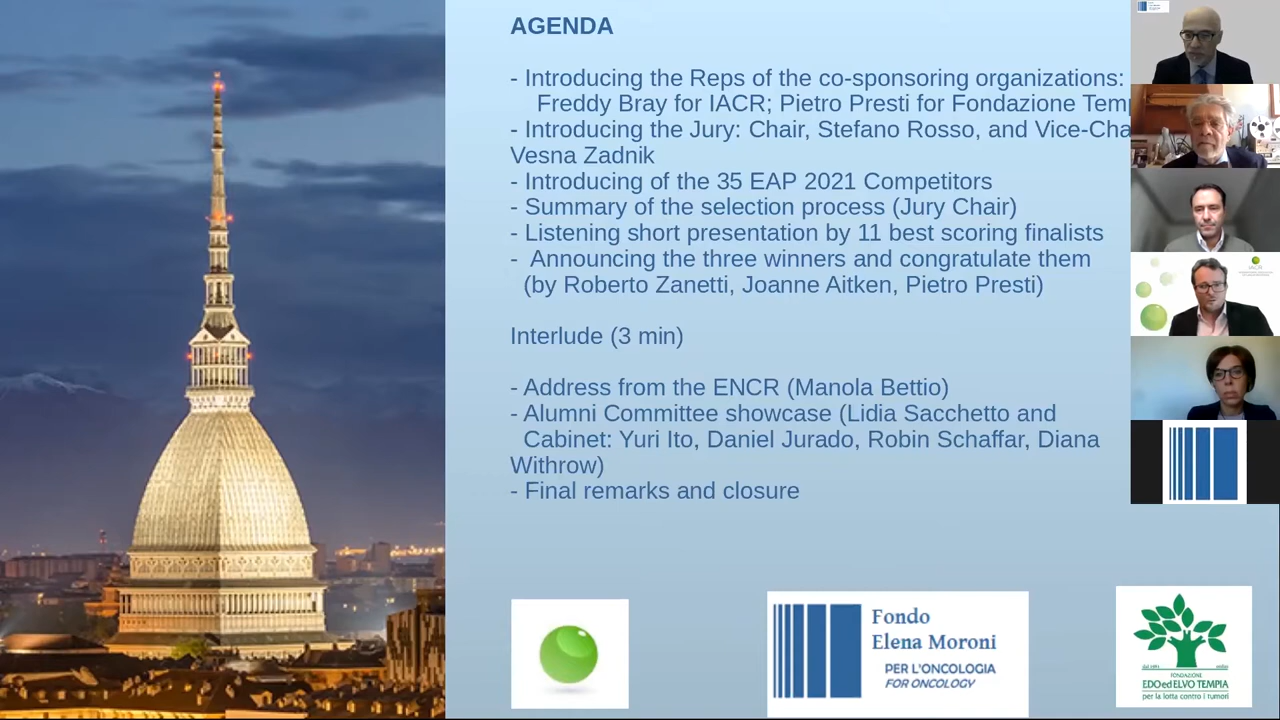 AGENDA
- Introducing the Reps of the co-sponsoring organizations:
Freddy Bray for IACR; Pietro Presti for Fondazione
- Introducing the Jury: Chair, Stefano Rosso, and
Vesna Zadnik
- Introducing of the 35 EAP 2021 Competitors
- Summary of the selection process (Jury Chair)
- Listening short presentation by 11 best scoring finalists
- Announcing the three winners and congratulate them
(by Roberto Zanetti, Joanne Aitken, Pietro Presti)
Interlude (3 min)
- Address from the ENCR (Manola Bettio)
- Alumni Committee showcase (Lidia Sacchetto and
Cabinet: Yuri Ito, Daniel Jurado, Robin Schaffar, Diana
Withrow)
- Final remarks and closure
Fondo
Elena Moroni
PER L'ONCOLOGIA
FOR ONCOLOGY
FONDAZIONE
EDO ed ELVO TEMPIA
per la lotta contro i tumori